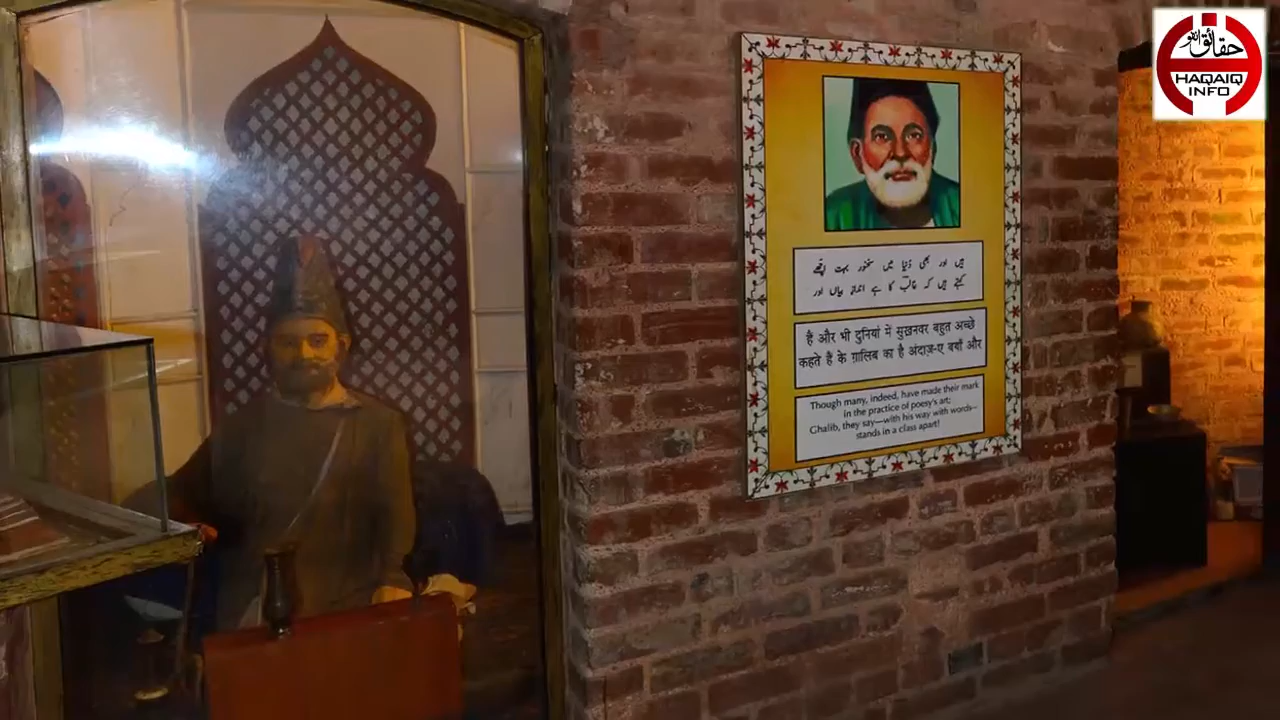 حقائق انفو
HAQAIQ
INFO
ہیں اور بھی دنیا میں سخنور بہت اچھے
کہتے ہیں کہ غالبؔ کا ہے اندازِ بیاں اور
हैं और भी दुनियां में सुखनवर बहुत अच्छे
कहते हैं के ग़ालिब का है अंदाज़-ए बयाँ और
Though many, indeed, have made their mark
in the practice of poesy's art;
Ghalib, they say—with his way with words—
stands in a class apart!